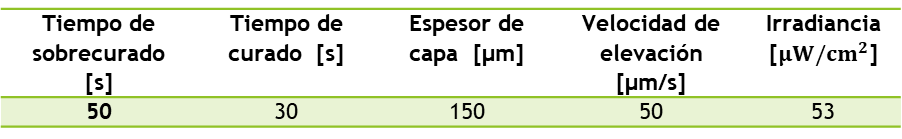 Tiempo de Tiempo de Espesor de Velocidad de Irradiancia
sobrecurado curado [s] capa [µm] elevación [µW/cm²]
[s] [µm/s]
50 30 150 50 53